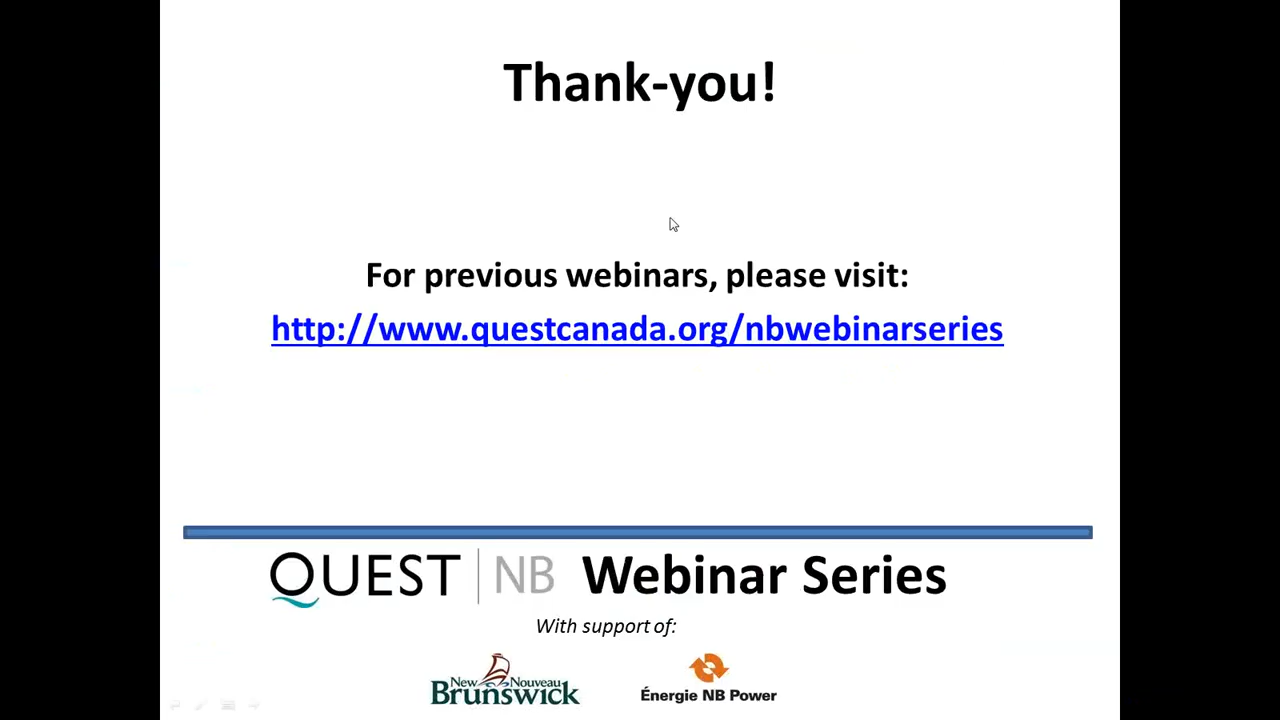 Thank-you!
For previous webinars, please visit:
http://www.questcanada.org/nbwebinarseries
QUEST | NB Webinar Series
With support of:
New Nouveau
Brunswick
Énergie NB Power